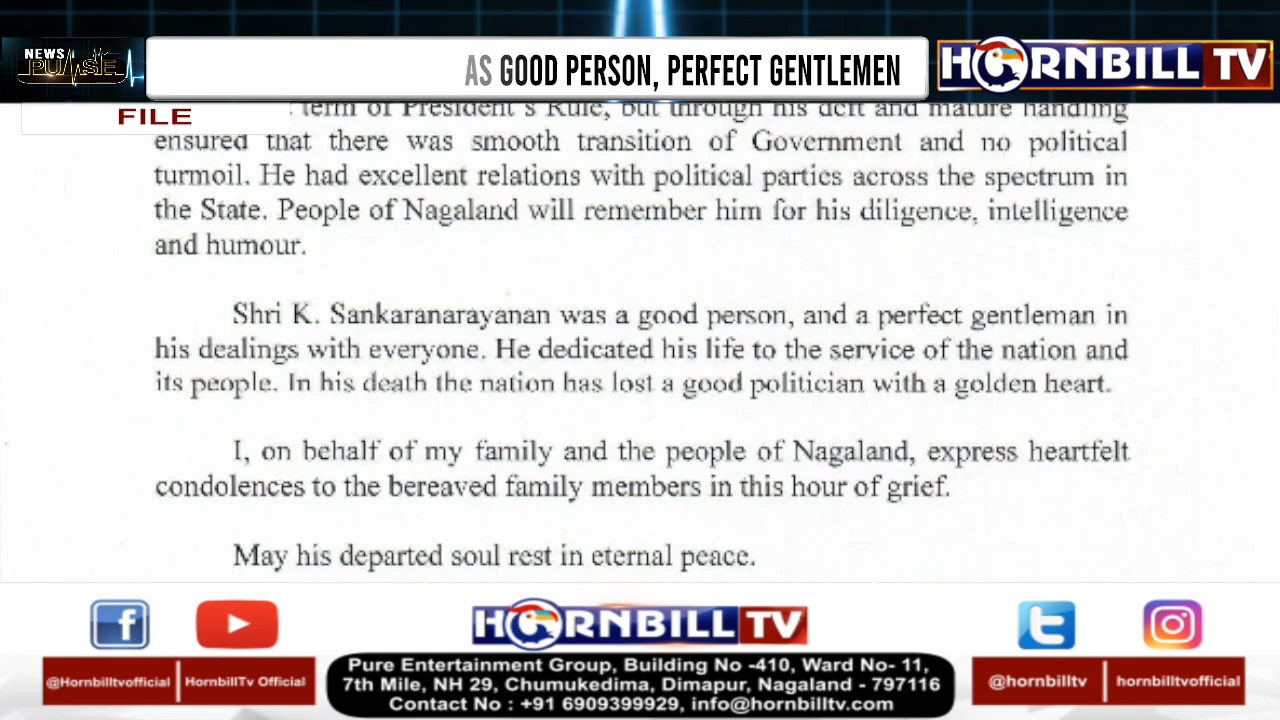 NEWS
PULSE
AS GOOD PERSON, PERFECT GENTLEMEN
HORNBILL TV
FILE
term of President's Rule, but through his deft and mature handling
ensured that there was smooth transition of Government and no political
turmoil. He had excellent relations with political parties across the spectrum in
the State. People of Nagaland will remember him for his diligence, intelligence
and humour.
Shri K. Sankaranarayanan was a good person, and a perfect gentleman in
his dealings with everyone. He dedicated his life to the service of the nation and
its people. In his death the nation has lost a good politician with a golden heart.
I, on behalf of my family and the people of Nagaland, express heartfelt
condolences to the bereaved family members in this hour of grief.
May his departed soul rest in eternal peace.
HORNBILL TV
@Hornbilltvofficial
HornbillTv Official
Pure Entertainment Group, Building No -410, Ward No- 11,
7th Mile, NH 29, Chumukedima, Dimapur, Nagaland - 797116
Contact No : +91 6909399929, info@hornbilltv.com
@hornbilltv
hornbilltvofficial